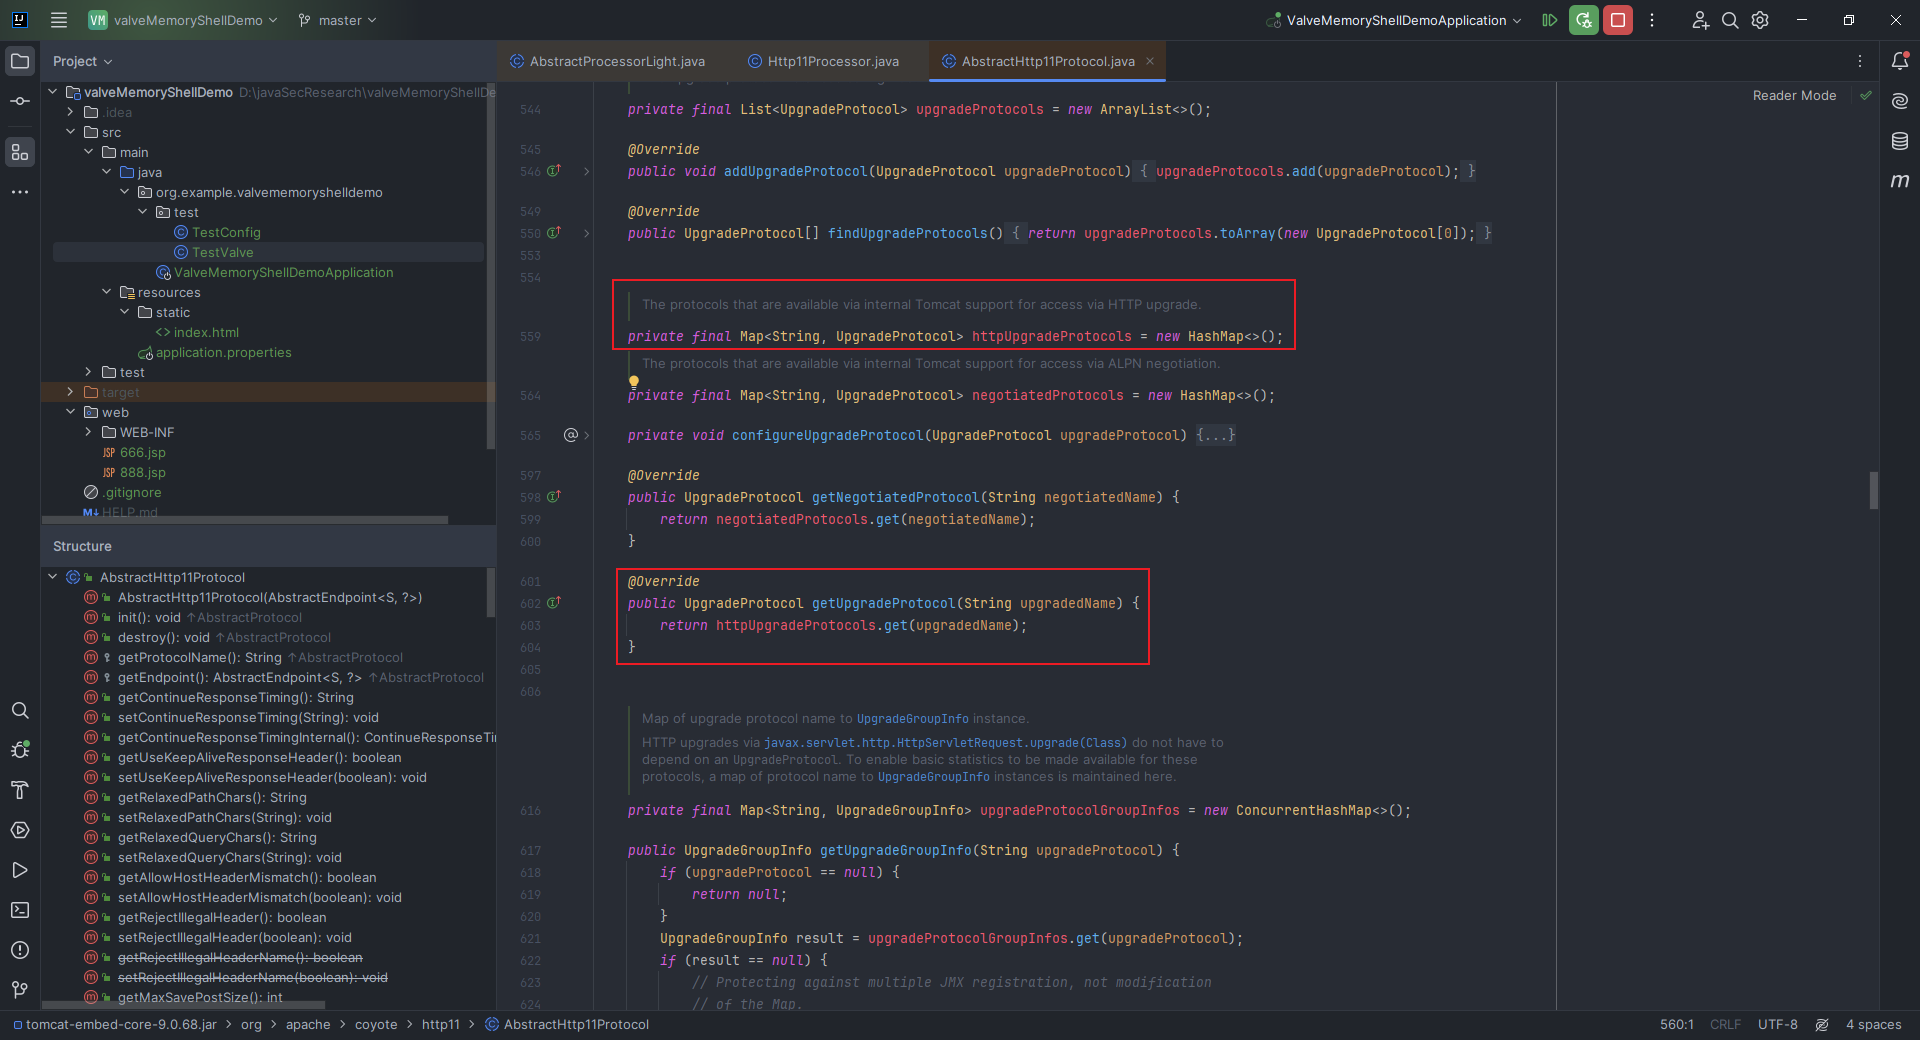 VM valveMemoryShellDemo master ValveMemoryShellDemoApplication
Project
AbstractProcessorLight.java Http11Processor.java AbstractHttp11Protocol.java
valveMemoryShellDemo D:\javaSecResearch\valveMemoryShellDe
.idea
src
main
java
org.example.valvememoryshelldemo
test
TestConfig
TestValve
ValveMemoryShellDemoApplication
resources
static
<> index.html
application.properties
test
target
web
WEB-INF
JSP 666.jsp
JSP 888.jsp
.gitignore
M↓ HELP.md
Structure
AbstractHttp11Protocol
AbstractHttp11Protocol(AbstractEndpoint<S, ?>)
init(): void ↑AbstractProtocol
destroy(): void ↑AbstractProtocol
getProtocolName(): String ↑AbstractProtocol
getEndpoint(): AbstractEndpoint<S, ?> ↑AbstractProtocol
getContinueResponseTiming(): String
setContinueResponseTiming(String): void
getContinueResponseTimingInternal(): ContinueResponseTi
getUseKeepAliveResponseHeader(): boolean
setUseKeepAliveResponseHeader(boolean): void
getRelaxedPathChars(): String
setRelaxedPathChars(String): void
getRelaxedQueryChars(): String
setRelaxedQueryChars(String): void
getAllowHostHeaderMismatch(): boolean
setAllowHostHeaderMismatch(boolean): void
getRejectIllegalHeader(): boolean
setRejectIllegalHeader(boolean): void
getRejectIllegalHeaderName(): boolean
setRejectIllegalHeaderName(boolean): void
getMaxSavePostSize(): int
Reader Mode
544 private final List<UpgradeProtocol> upgradeProtocols = new ArrayList<>();
545 @Override
546 public void addUpgradeProtocol(UpgradeProtocol upgradeProtocol) { upgradeProtocols.add(upgradeProtocol); }
549 @Override
550 public UpgradeProtocol[] findUpgradeProtocols() { return upgradeProtocols.toArray(new UpgradeProtocol[0]); }
553
554
The protocols that are available via internal Tomcat support for access via HTTP upgrade.
559 private final Map<String, UpgradeProtocol> httpUpgradeProtocols = new HashMap<>();
The protocols that are available via internal Tomcat support for access via ALPN negotiation.
564 private final Map<String, UpgradeProtocol> negotiatedProtocols = new HashMap<>();
565 @ private void configureUpgradeProtocol(UpgradeProtocol upgradeProtocol) {...}
597 @Override
598 public UpgradeProtocol getNegotiatedProtocol(String negotiatedName) {
599 return negotiatedProtocols.get(negotiatedName);
600 }
601 @Override
602 public UpgradeProtocol getUpgradeProtocol(String upgradedName) {
603 return httpUpgradeProtocols.get(upgradedName);
604 }
605
606
Map of upgrade protocol name to UpgradeGroupInfo instance.
HTTP upgrades via javax.servlet.http.HttpServletRequest.upgrade(Class) do not have to
depend on an UpgradeProtocol. To enable basic statistics to be made available for these
protocols, a map of protocol name to UpgradeGroupInfo instances is maintained here.
616 private final Map<String, UpgradeGroupInfo> upgradeProtocolGroupInfos = new ConcurrentHashMap<>();
617 public UpgradeGroupInfo getUpgradeGroupInfo(String upgradeProtocol) {
618 if (upgradeProtocol == null) {
619 return null;
620 }
621 UpgradeGroupInfo result = upgradeProtocolGroupInfos.get(upgradeProtocol);
622 if (result == null) {
623 // Protecting against multiple JMX registration, not modification
624 // of the Map.
tomcat-embed-core-9.0.68.jar > org > apache > coyote > http11 > AbstractHttp11Protocol
560:1 CRLF UTF-8 4 spaces